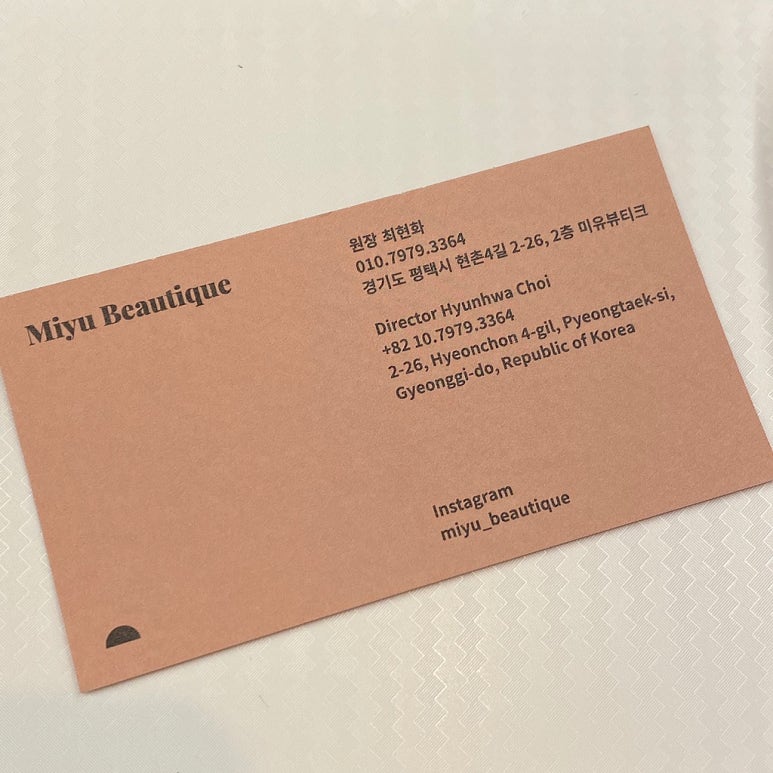 Miyu Beautique
원장 최현화
010.7979.3364
경기도 평택시 현촌4길 2-26, 2층 미유뷰티크
Director Hyunhwa Choi
+82 10.7979.3364
2-26, Hyeonchon 4-gil, Pyeongtaek-si,
Gyeonggi-do, Republic of Korea
Instagram
miyu_beautique